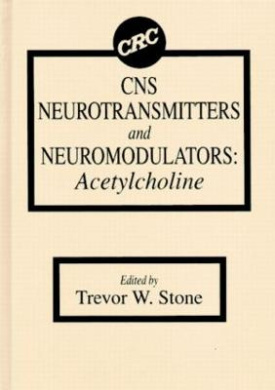 CRC
CNS
NEUROTRANSMITTERS
and
NEUROMODULATORS:
Acetylcholine
Edited by
Trevor W. Stone